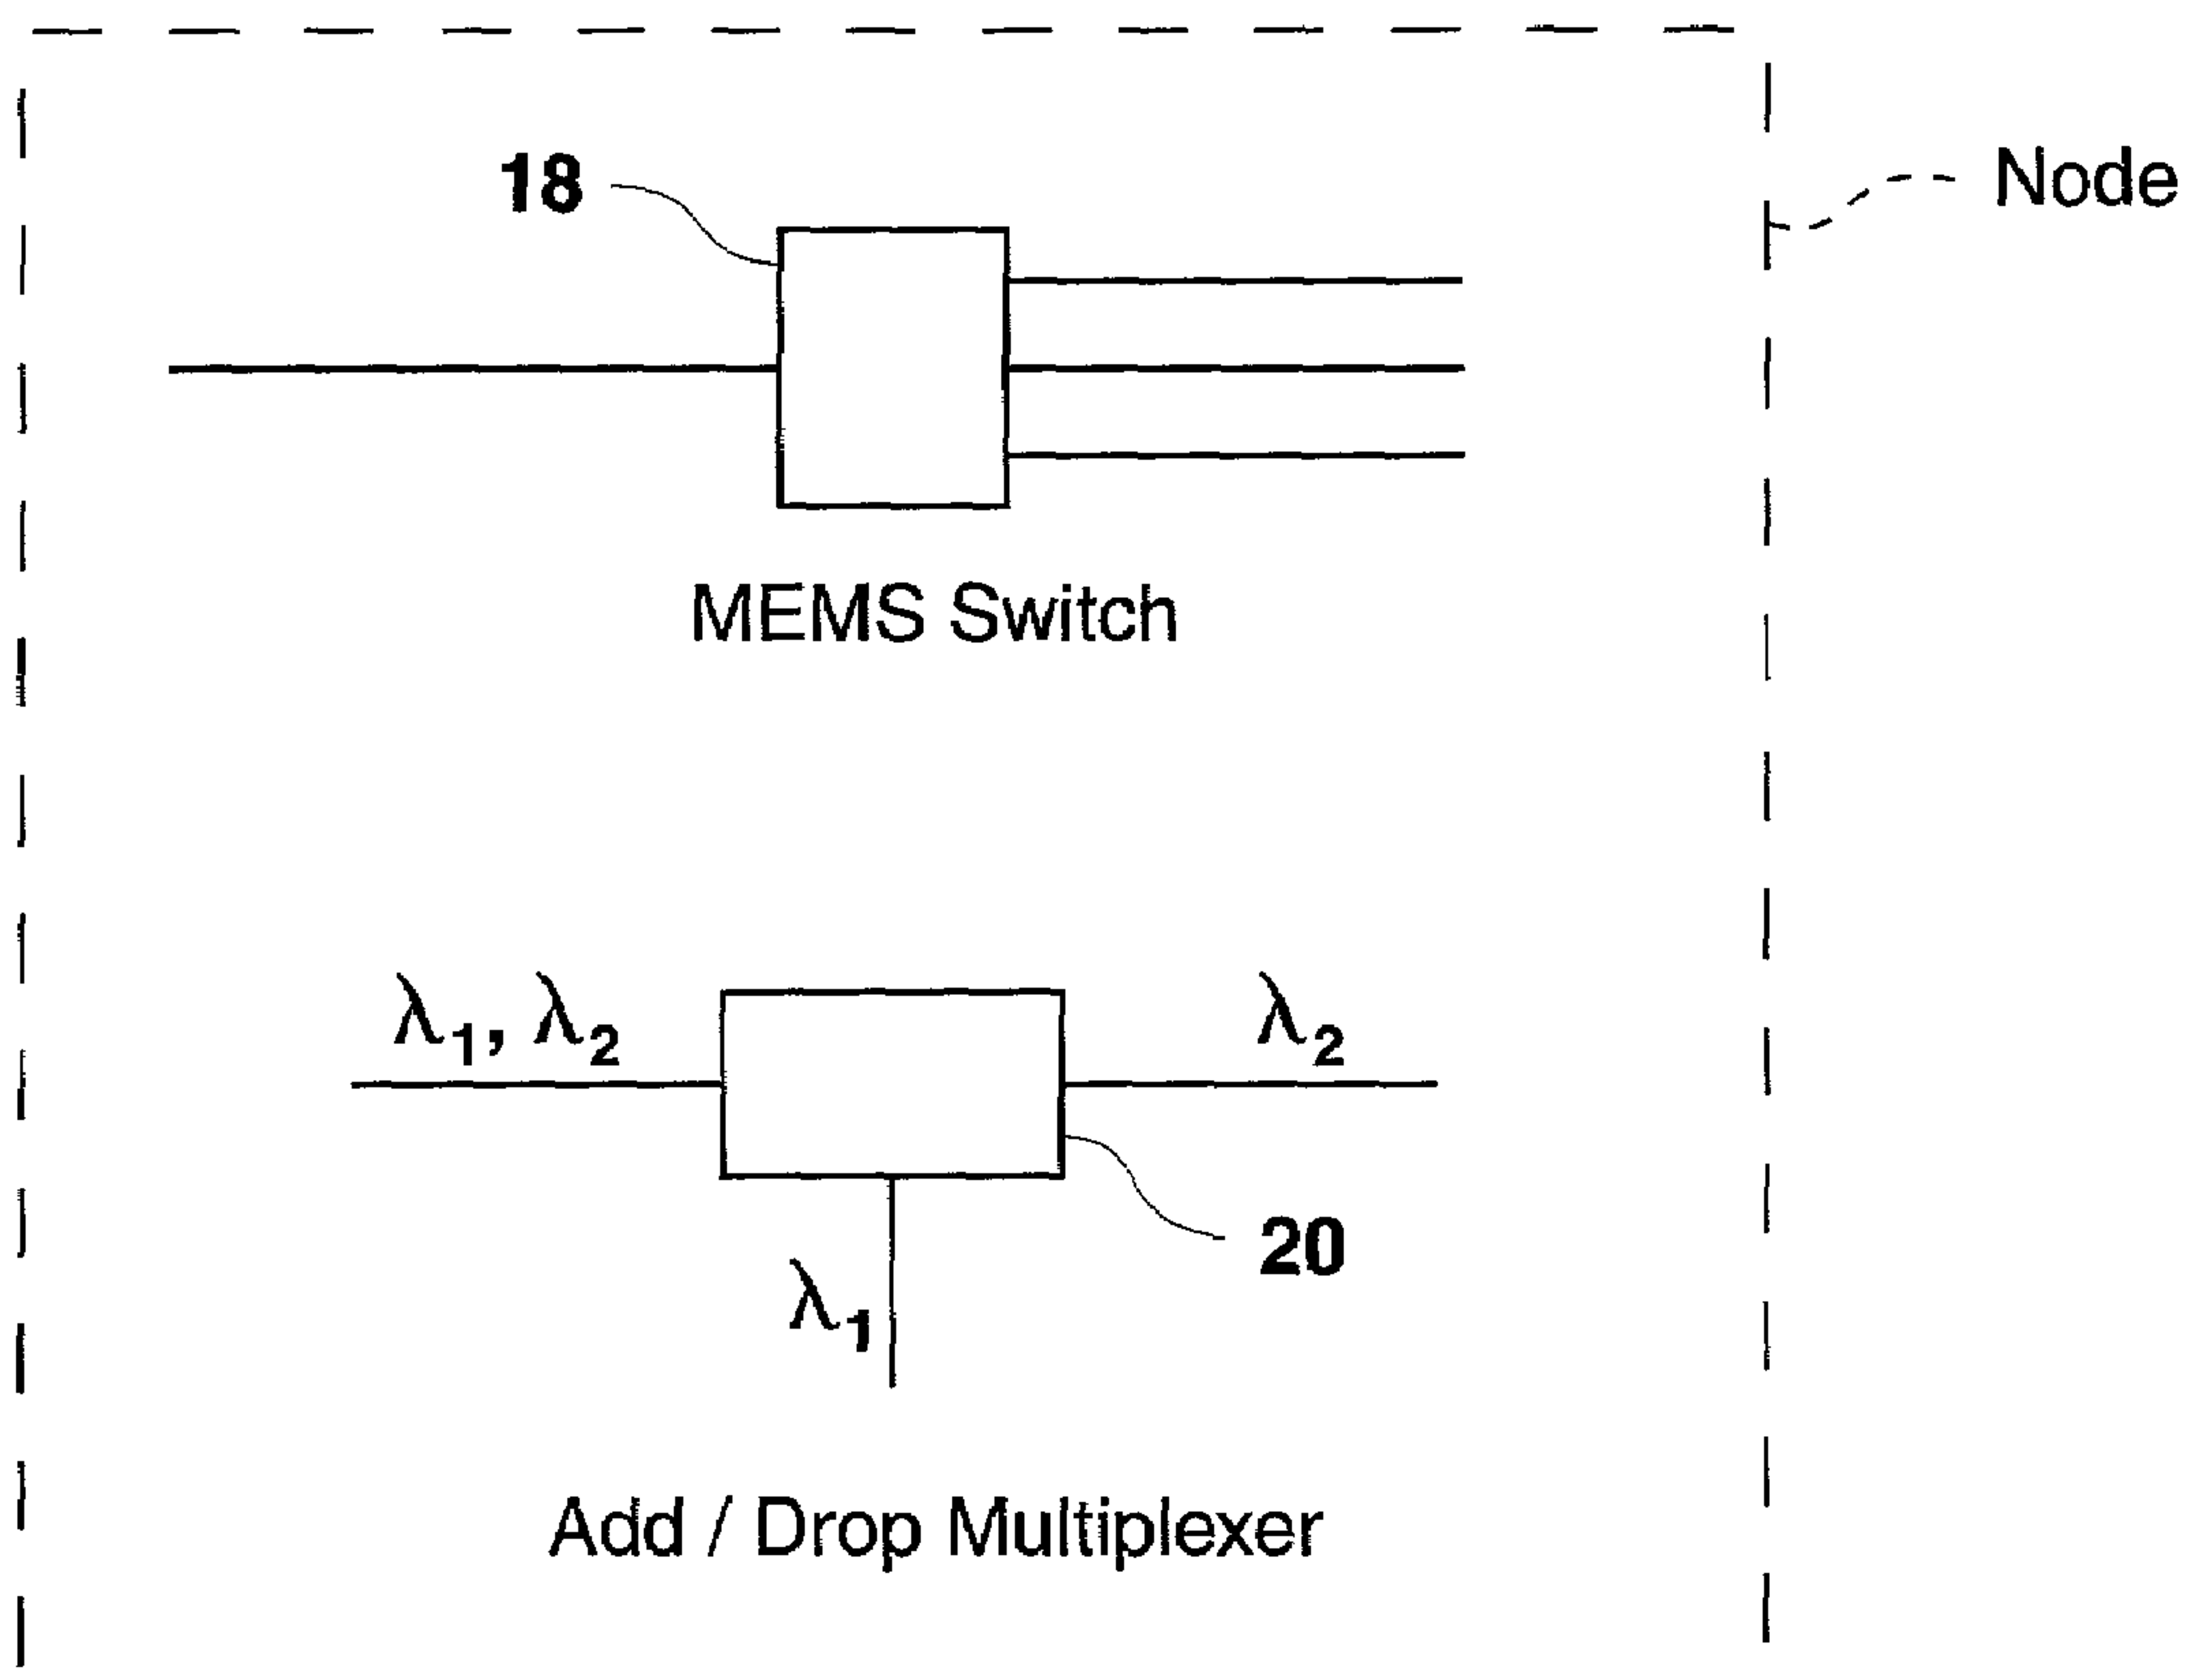 18
Node
MEMS Switch
λ₁, λ₂
λ₂
20
λ₁
Add / Drop Multiplexer